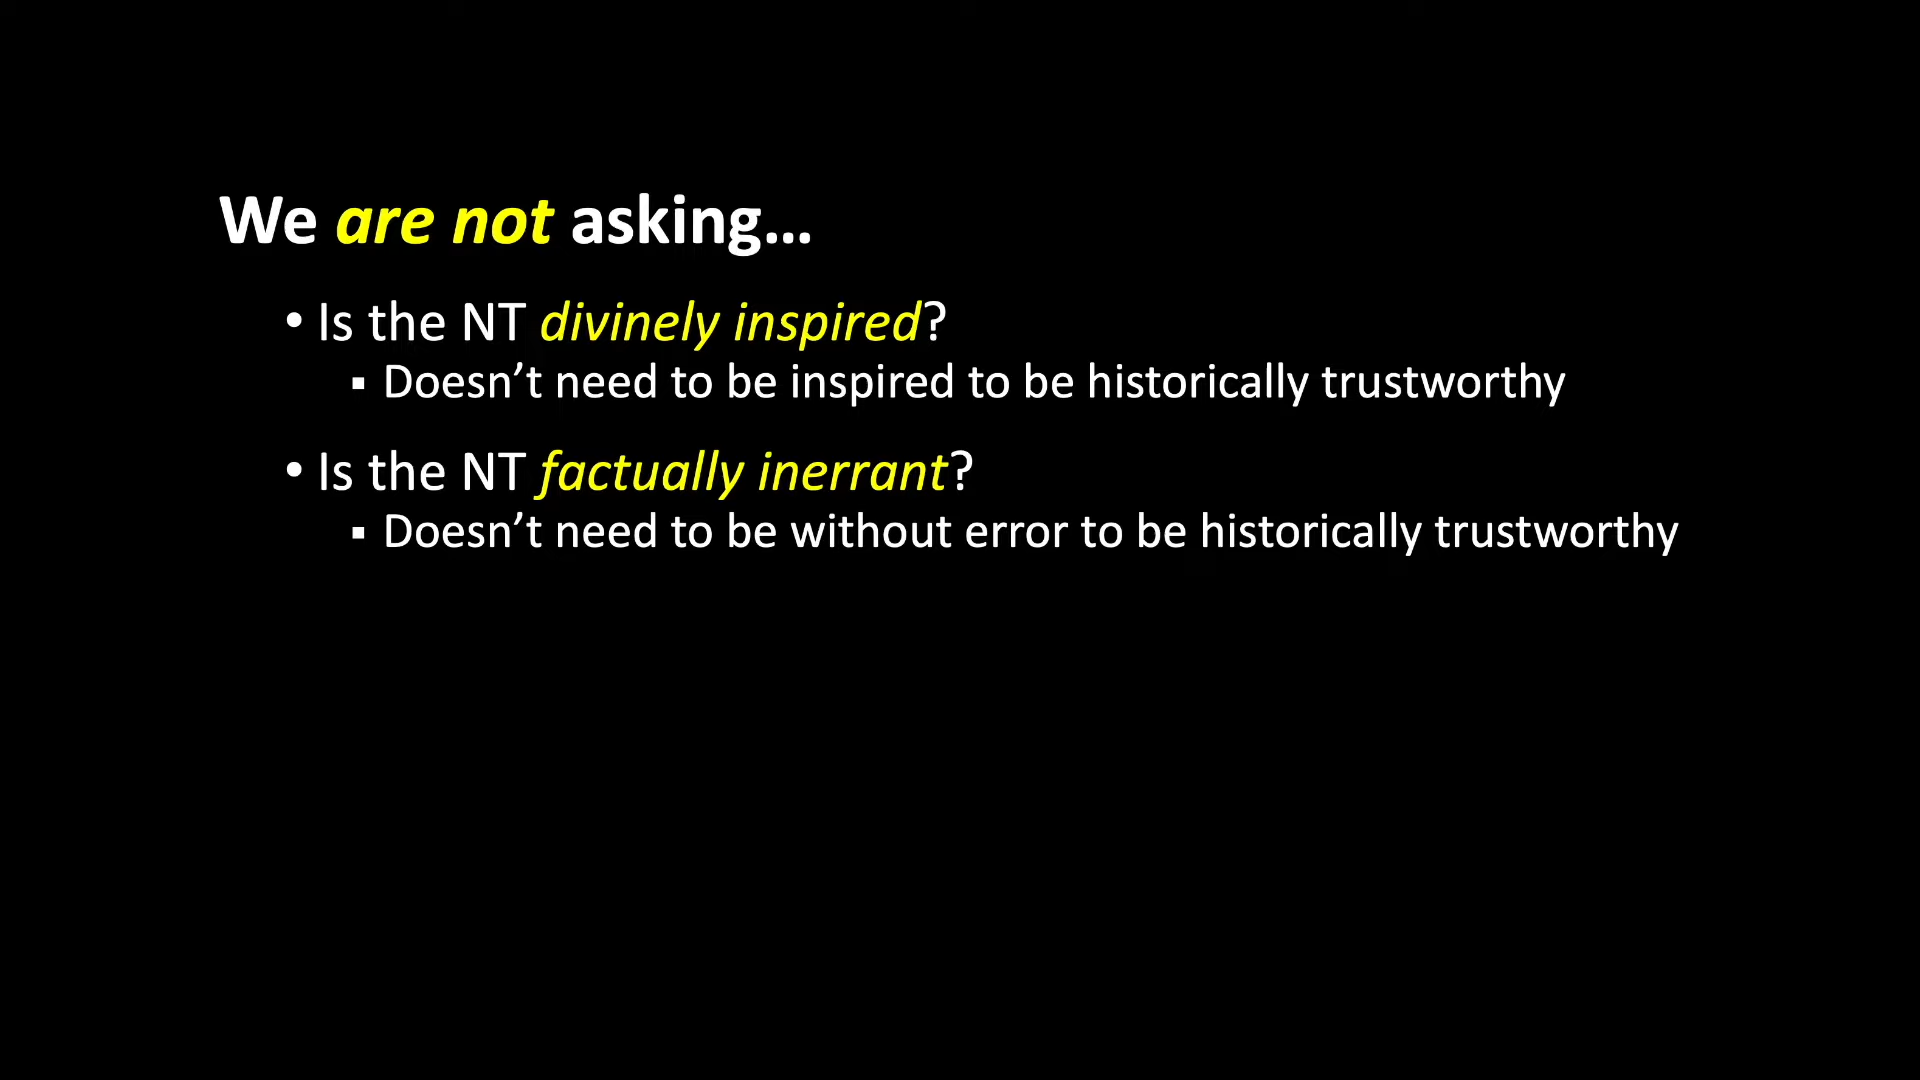 We are not asking...
• Is the NT divinely inspired?
▪ Doesn’t need to be inspired to be historically trustworthy
• Is the NT factually inerrant?
▪ Doesn’t need to be without error to be historically trustworthy